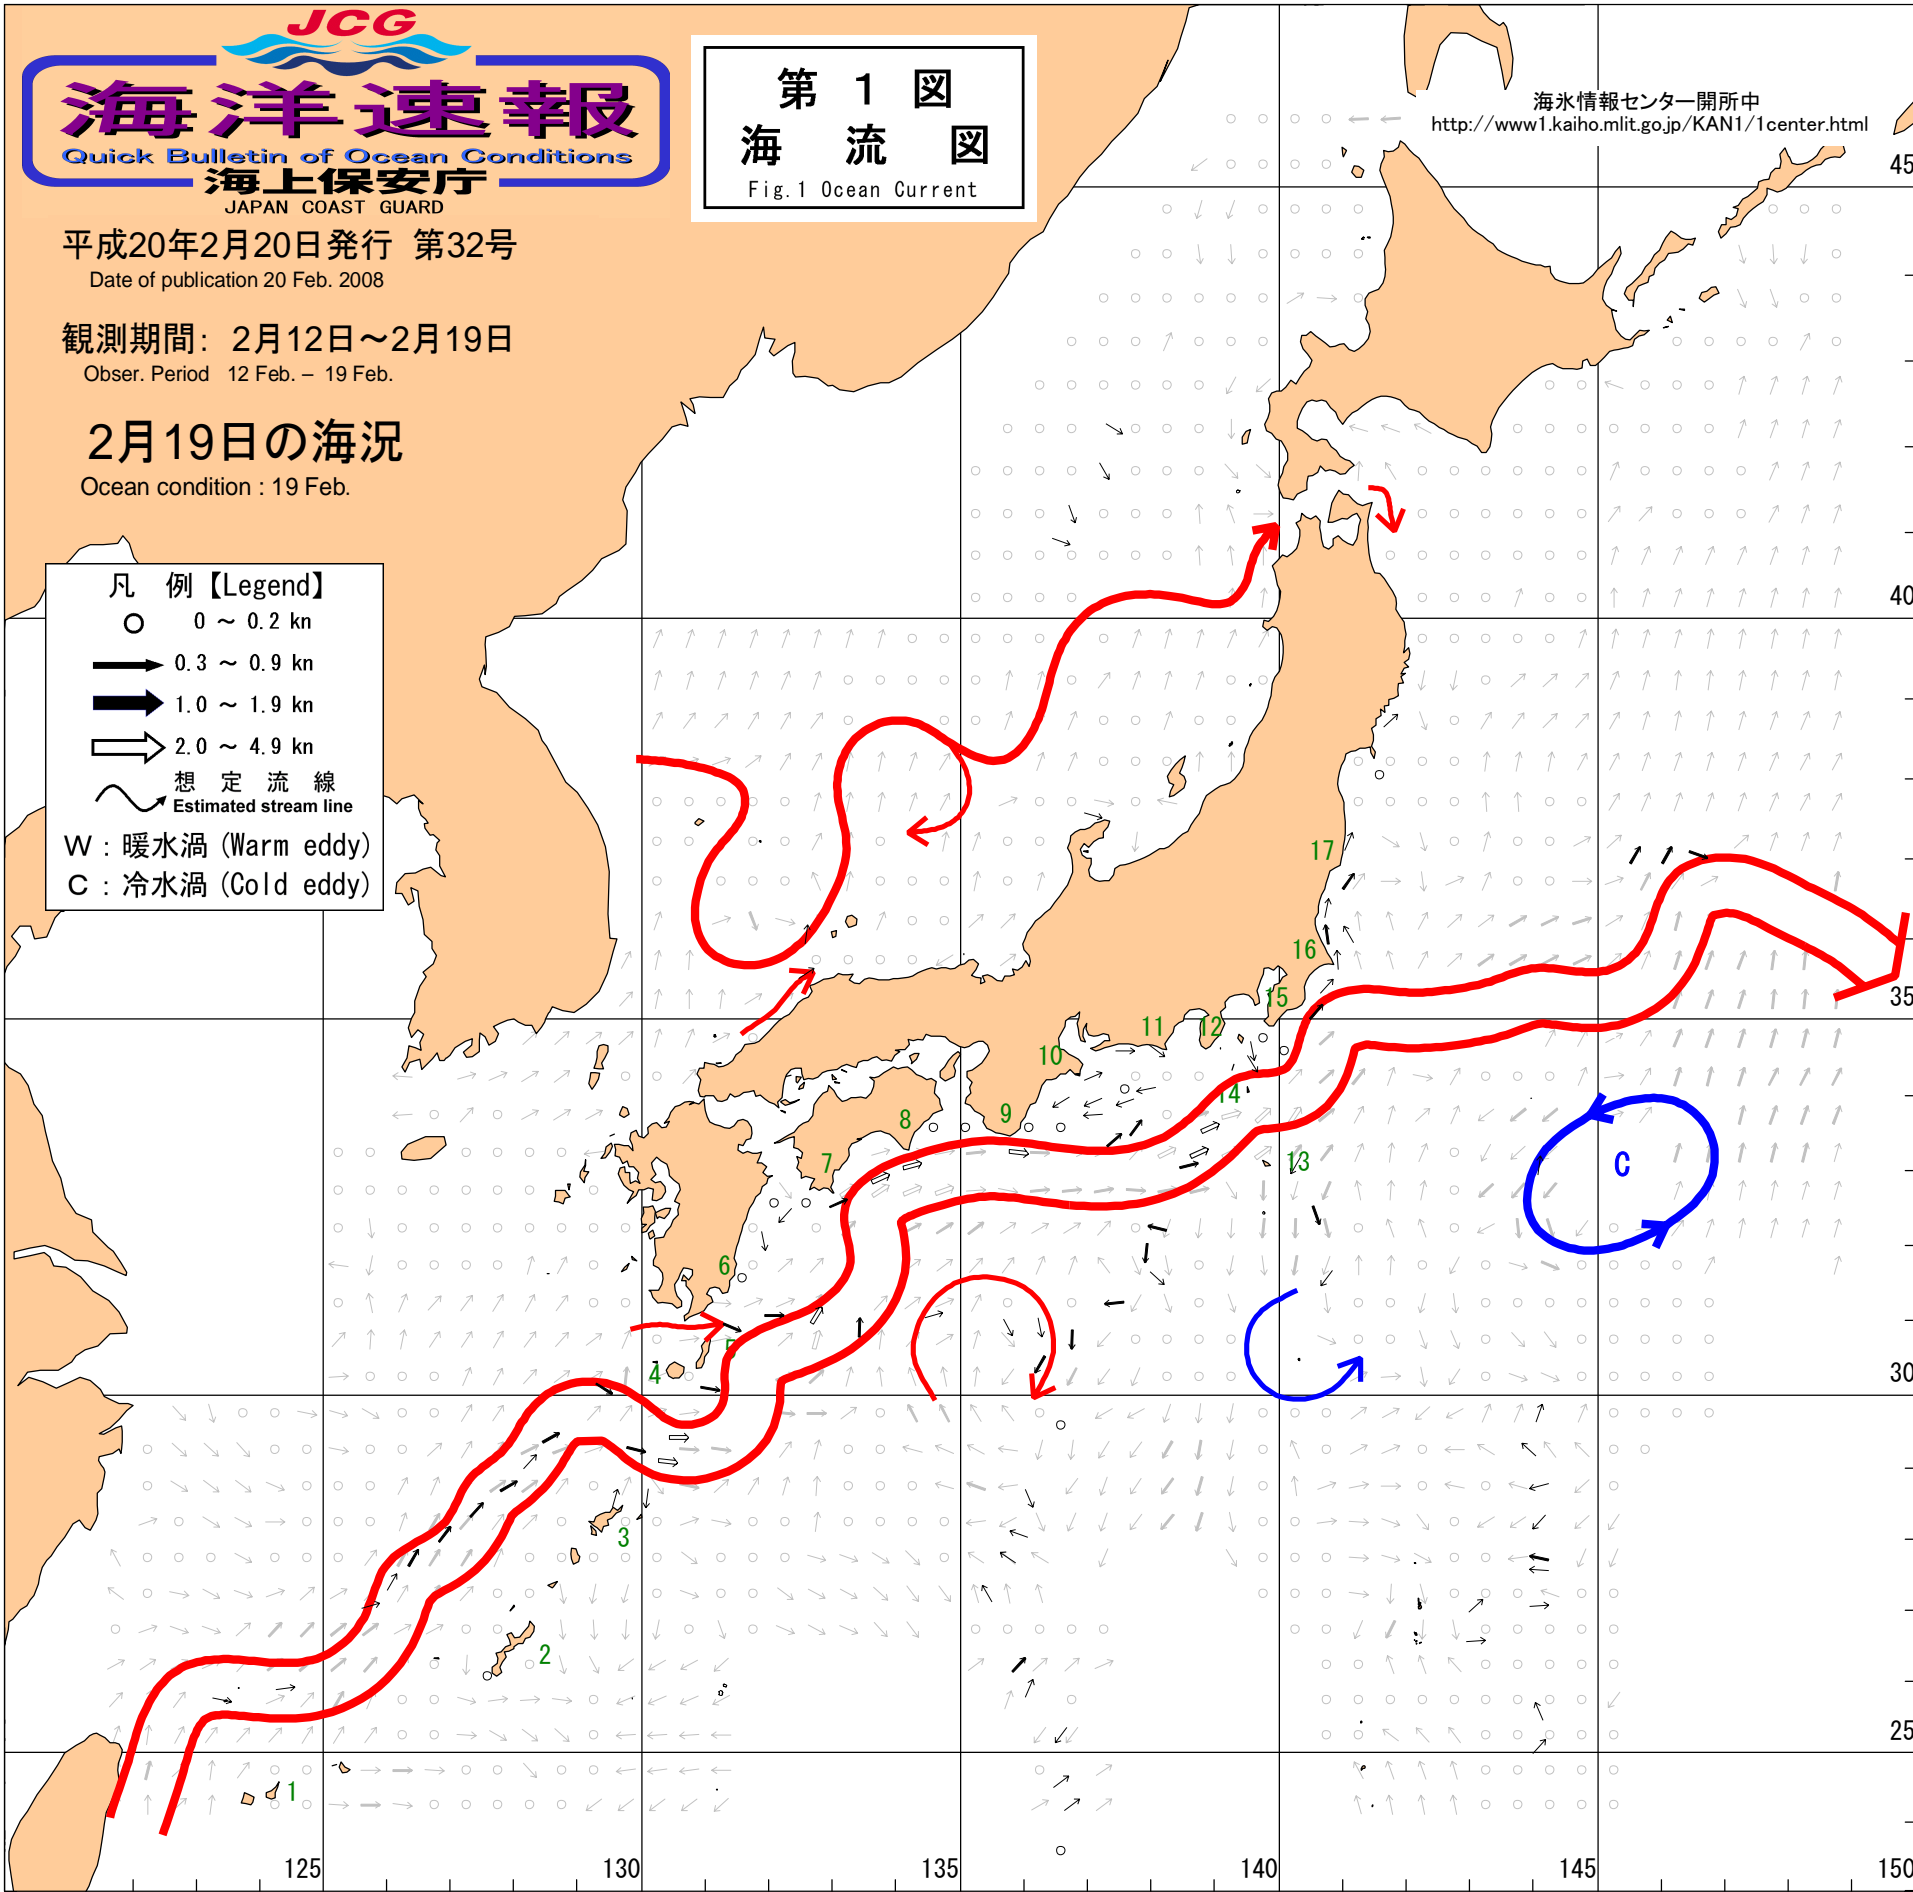 JCG
海洋速報
Quick Bulletin of Ocean Conditions
海上保安庁
JAPAN COAST GUARD
平成20年2月20日発行 第32号
Date of publication 20 Feb. 2008
観測期間: 2月12日～2月19日
Obser. Period 12 Feb. – 19 Feb.
2月19日の海況
Ocean condition : 19 Feb.
第 1 図
海 流 図
Fig.1 Ocean Current
海氷情報センター開所中
http://www1.kaiho.mlit.go.jp/KAN1/1center.html
凡 例【Legend】
0 ～ 0.2 kn
0.3 ～ 0.9 kn
1.0 ～ 1.9 kn
2.0 ～ 4.9 kn
想 定 流 線
Estimated stream line
W : 暖水渦 (Warm eddy)
C : 冷水渦 (Cold eddy)
45
40
17
16
35
15
12
11
10
14
9
8
7
13
C
6
5
4
30
3
2
25
1
125
130
135
140
145
150